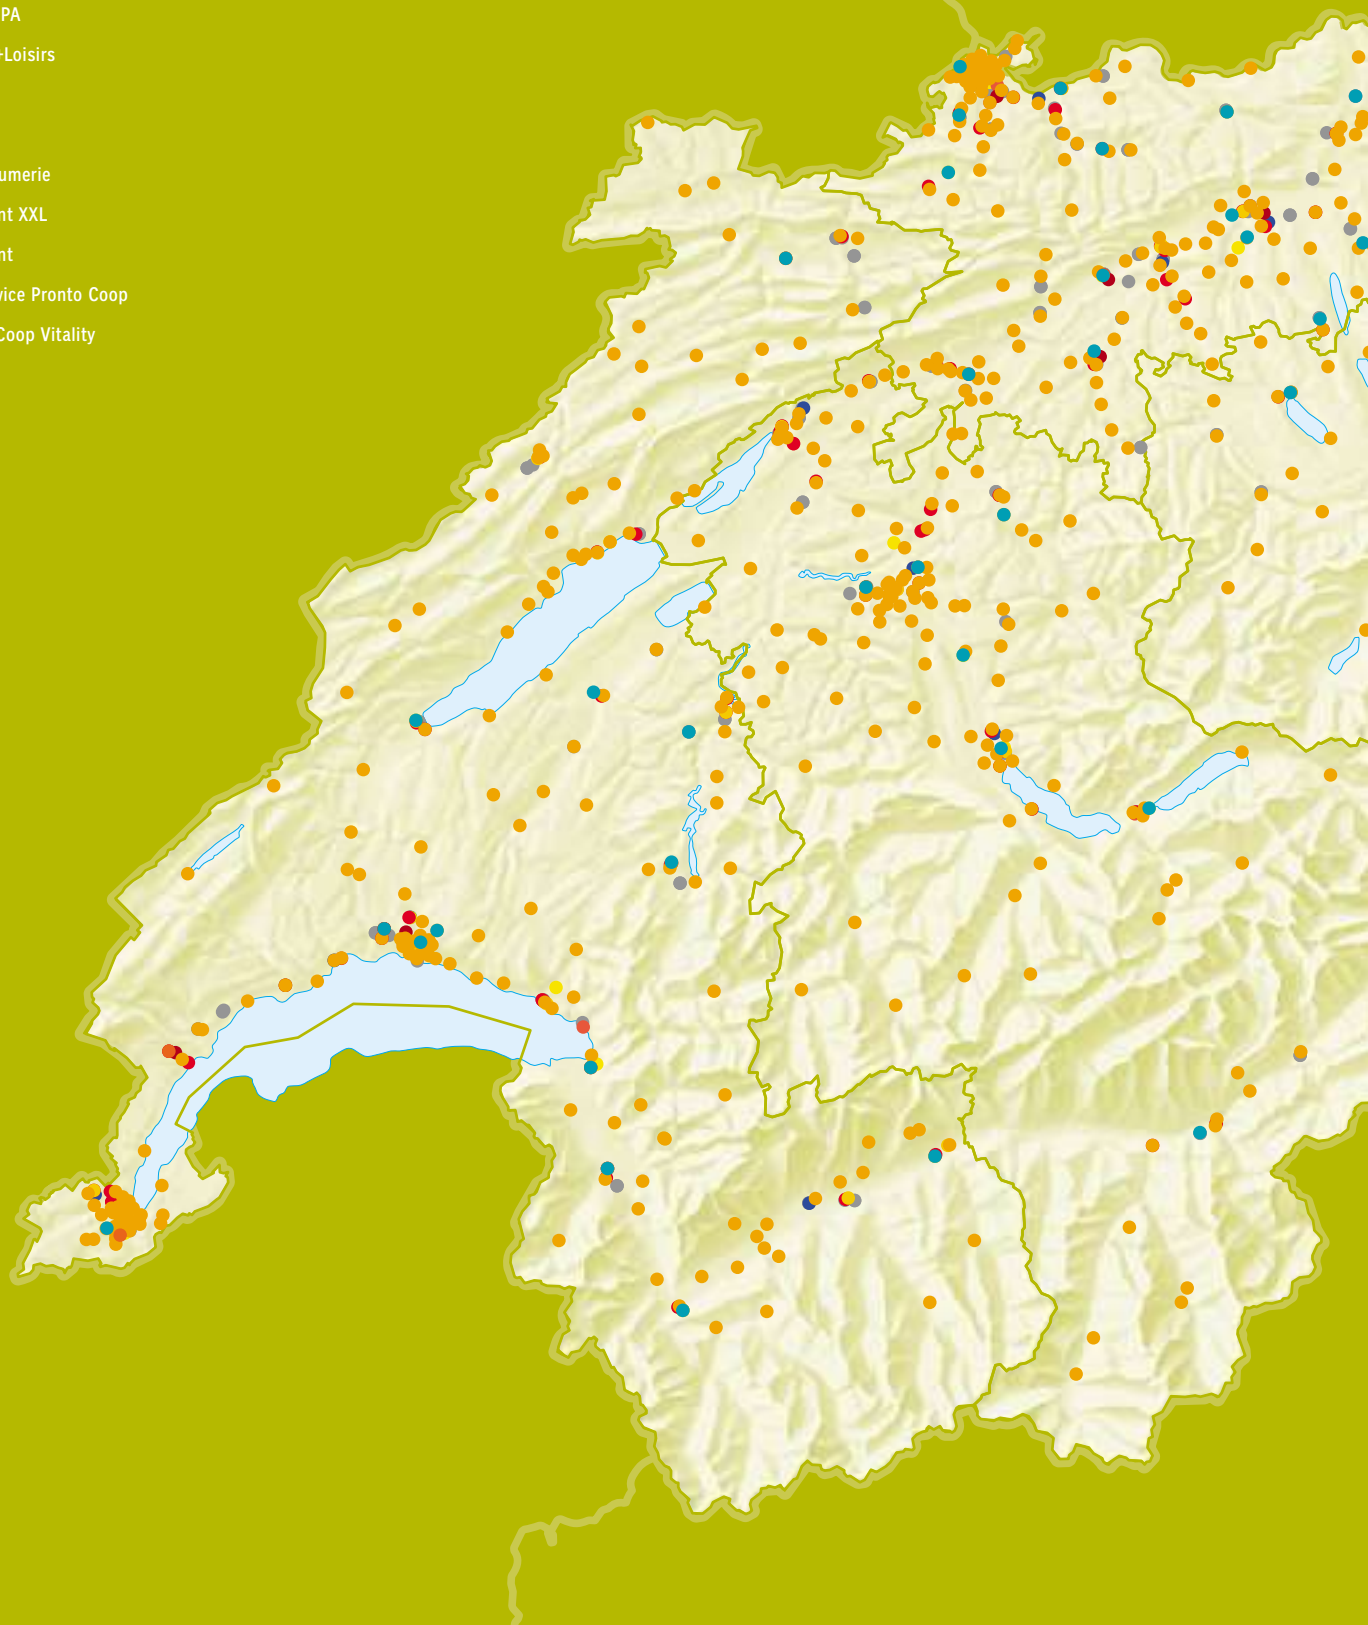 PA
-Loisirs
umerie
nt XXL
nt
vice Pronto Coop
Coop Vitality